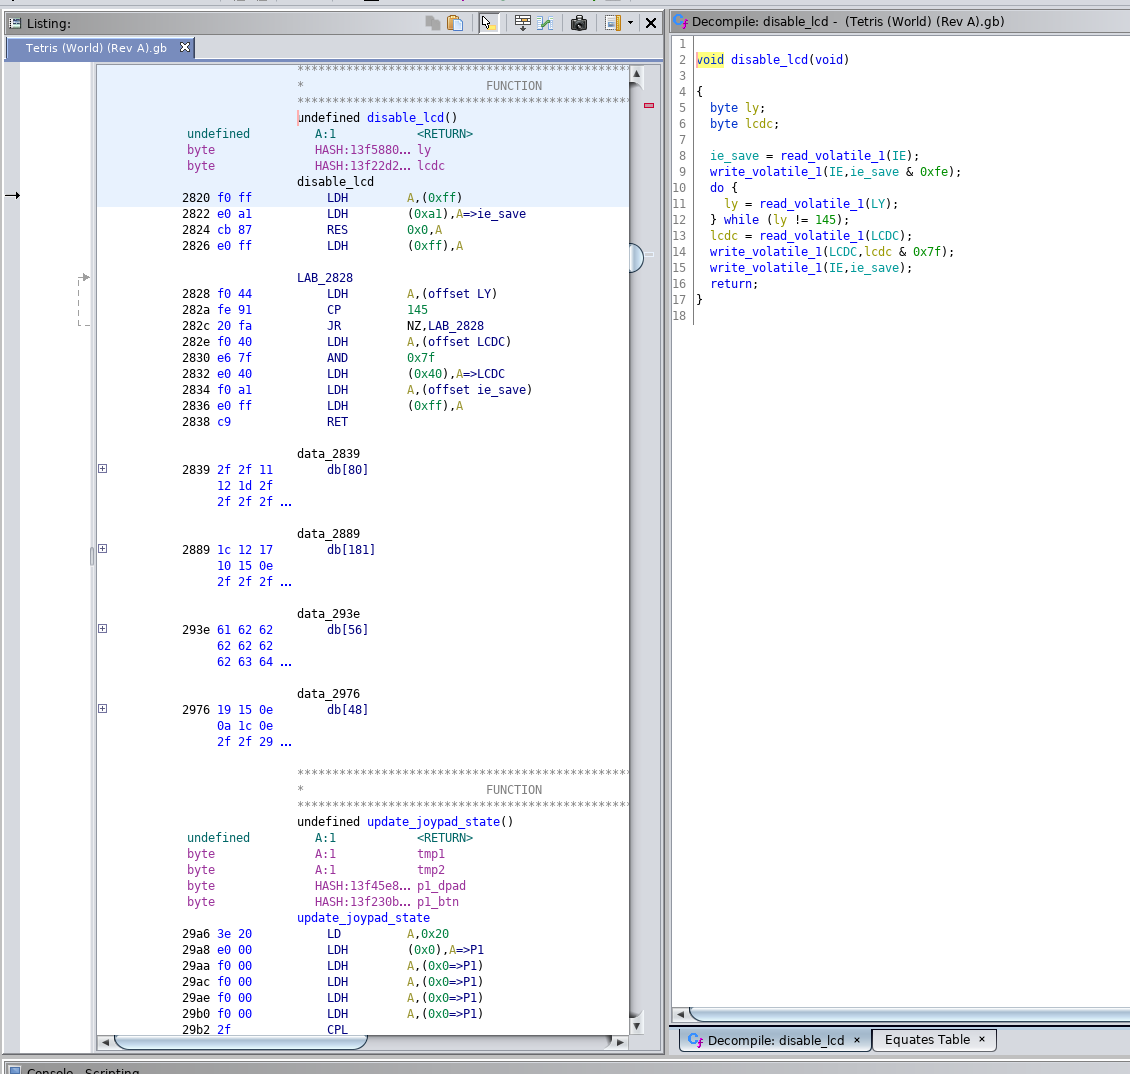 Listing:
Tetris (World) (Rev A).gb
*************************************************
* FUNCTION
*************************************************
undefined disable_lcd()
undefined A:1 <RETURN>
byte HASH:13f5880... ly
byte HASH:13f22d2... lcdc
disable_lcd
2820 f0 ff LDH A,(0xff)
2822 e0 a1 LDH (0xa1),A=>ie_save
2824 cb 87 RES 0x0,A
2826 e0 ff LDH (0xff),A
LAB_2828
2828 f0 44 LDH A,(offset LY)
282a fe 91 CP 145
282c 20 fa JR NZ,LAB_2828
282e f0 40 LDH A,(offset LCDC)
2830 e6 7f AND 0x7f
2832 e0 40 LDH (0x40),A=>LCDC
2834 f0 a1 LDH A,(offset ie_save)
2836 e0 ff LDH (0xff),A
2838 c9 RET
data_2839
2839 2f 2f 11 db[80]
12 1d 2f
2f 2f 2f ...
data_2889
2889 1c 12 17 db[181]
10 15 0e
2f 2f 2f ...
data_293e
293e 61 62 62 db[56]
62 62 62
62 63 64 ...
data_2976
2976 19 15 0e db[48]
0a 1c 0e
2f 2f 29 ...
*************************************************
* FUNCTION
*************************************************
undefined update_joypad_state()
undefined A:1 <RETURN>
byte A:1 tmp1
byte A:1 tmp2
byte HASH:13f45e8... p1_dpad
byte HASH:13f230b... p1_btn
update_joypad_state
29a6 3e 20 LD A,0x20
29a8 e0 00 LDH (0x0),A=>P1
29aa f0 00 LDH A,(0x0=>P1)
29ac f0 00 LDH A,(0x0=>P1)
29ae f0 00 LDH A,(0x0=>P1)
29b0 f0 00 LDH A,(0x0=>P1)
29b2 2f CPL
Decompile: disable_lcd - (Tetris (World) (Rev A).gb)
1
2 void disable_lcd(void)
3
4 {
5 byte ly;
6 byte lcdc;
7
8 ie_save = read_volatile_1(IE);
9 write_volatile_1(IE,ie_save & 0xfe);
10 do {
11 ly = read_volatile_1(LY);
12 } while (ly != 145);
13 lcdc = read_volatile_1(LCDC);
14 write_volatile_1(LCDC,lcdc & 0x7f);
15 write_volatile_1(IE,ie_save);
16 return;
17 }
18
Decompile: disable_lcd ×
Equates Table ×
Console - Scripting